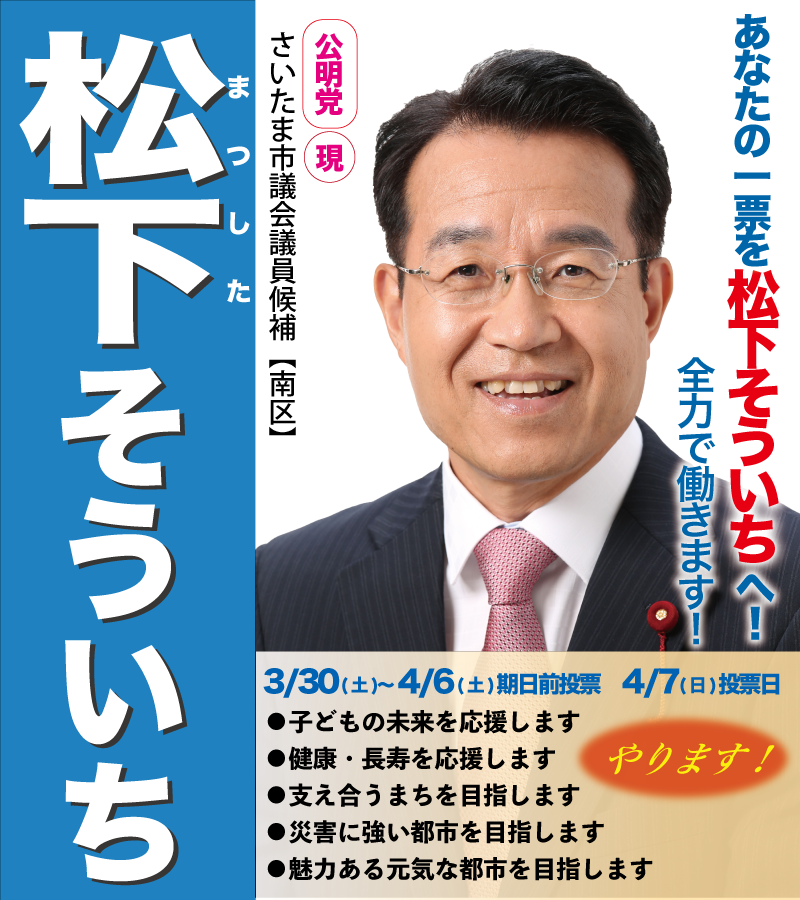 あなたの一票を松下そういちへ！
全力で働きます！
公明党 現
さいたま市議会議員候補【南区】
まつした
松下そういち
3/30(土)～4/6(土)期日前投票 4/7(日)投票日
●子どもの未来を応援します
●健康・長寿を応援します
●支え合うまちを目指します
●災害に強い都市を目指します
●魅力ある元気な都市を目指します
やります！